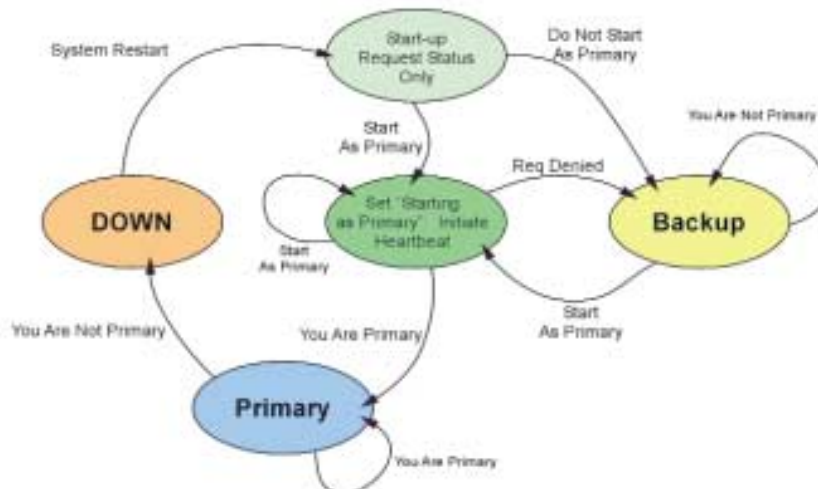 System Restart
Start-up
Request Status
Only
Do Not Start
As Primary
You Are Not Primary
Start
As Primary
Req Denied
DOWN
Set "Starting
as Primary" Initiate
Heartbeat
Backup
Start
As Primary
You Are Not Primary
You Are Primary
Start
As Primary
Primary
You Are Primary